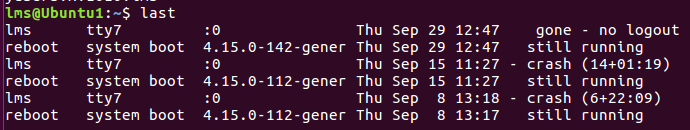 lms@Ubuntu1:~$ last
lms      tty7         :0               Thu Sep 29 12:47    gone - no logout
reboot   system boot  4.15.0-142-gener Thu Sep 29 12:47   still running
lms      tty7         :0               Thu Sep 15 11:27 - crash (14+01:19)
reboot   system boot  4.15.0-112-gener Thu Sep 15 11:27   still running
lms      tty7         :0               Thu Sep  8 13:18 - crash (6+22:09)
reboot   system boot  4.15.0-112-gener Thu Sep  8 13:17   still running